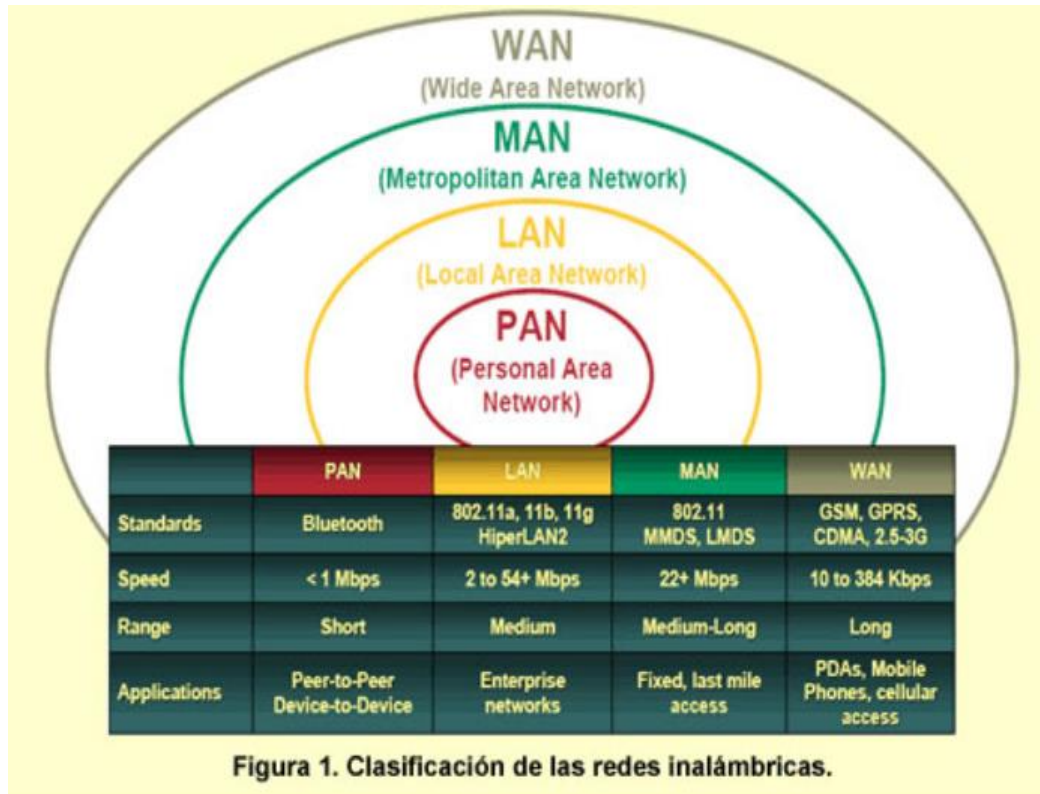 WAN
(Wide Area Network)
MAN
(Metropolitan Area Network)
LAN
(Local Area Network)
PAN
(Personal Area
Network)
PAN LAN MAN WAN
Standards Bluetooth 802.11a, 11b, 11g HiperLAN2 802.11 MMDS, LMDS GSM, GPRS, CDMA, 2.5-3G
Speed < 1 Mbps 2 to 54+ Mbps 22+ Mbps 10 to 384 Kbps
Range Short Medium Medium-Long Long
Applications Peer-to-Peer Device-to-Device Enterprise networks Fixed, last mile access PDAs, Mobile Phones, cellular access
Figura 1. Clasificación de las redes inalámbricas.